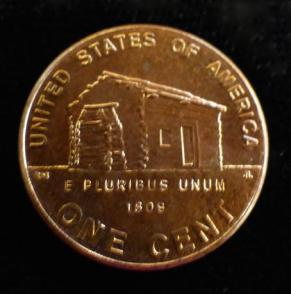 UNITED STATES OF AMERICA
E PLURIBUS UNUM
1809
ONE CENT